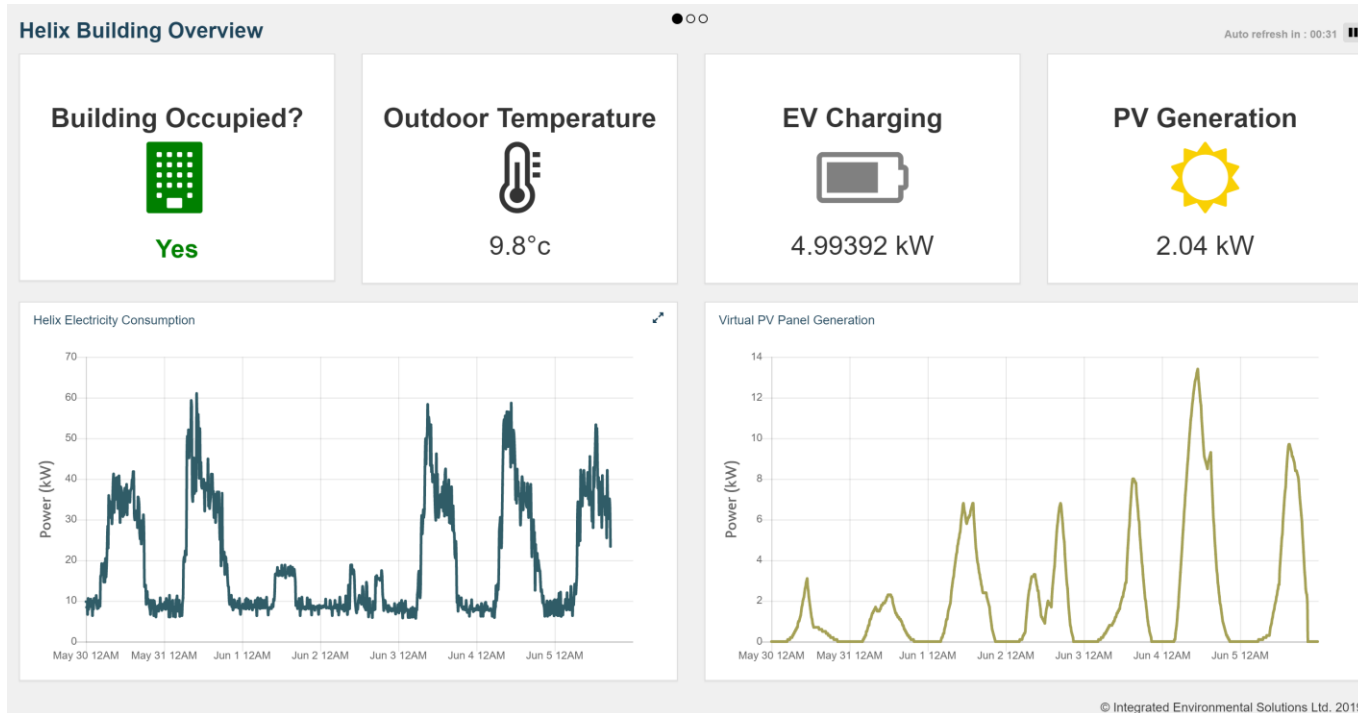 Helix Building Overview
Auto refresh in : 00:31
Building Occupied?
Yes
Outdoor Temperature
9.8°c
EV Charging
4.99392 kW
PV Generation
2.04 kW
Helix Electricity Consumption
Power (kW)
70
60
50
40
30
20
10
0
May 30 12AM May 31 12AM Jun 1 12AM Jun 2 12AM Jun 3 12AM Jun 4 12AM Jun 5 12AM
Virtual PV Panel Generation
Power (kW)
14
12
10
8
6
4
2
0
May 30 12AM May 31 12AM Jun 1 12AM Jun 2 12AM Jun 3 12AM Jun 4 12AM Jun 5 12AM
© Integrated Environmental Solutions Ltd. 2019